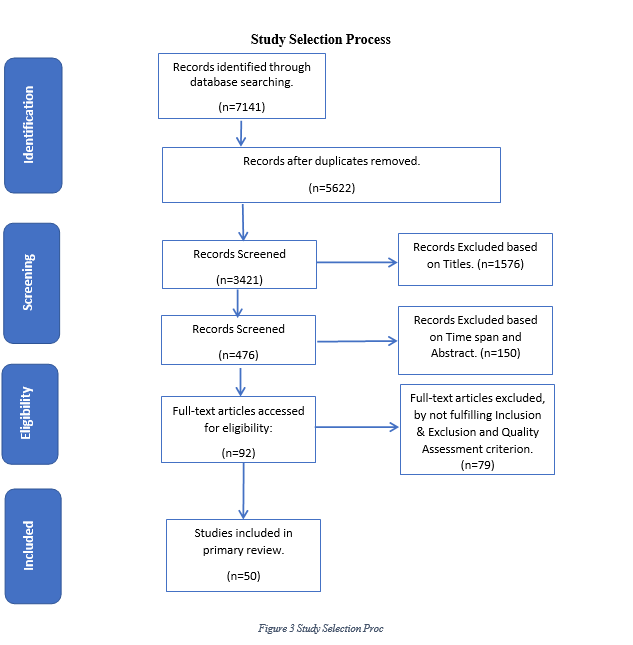 Study Selection Process
Identification
Records identified through
database searching.
(n=7141)
Records after duplicates removed.
(n=5622)
Screening
Records Screened
(n=3421)
Records Excluded based
on Titles. (n=1576)
Records Screened
(n=476)
Records Excluded based
on Time span and
Abstract. (n=150)
Eligibility
Full-text articles accessed
for eligibility:
(n=92)
Full-text articles excluded,
by not fulfilling Inclusion
& Exclusion and Quality
Assessment criterion.
(n=79)
Included
Studies included in
primary review.
(n=50)
Figure 3 Study Selection Proc